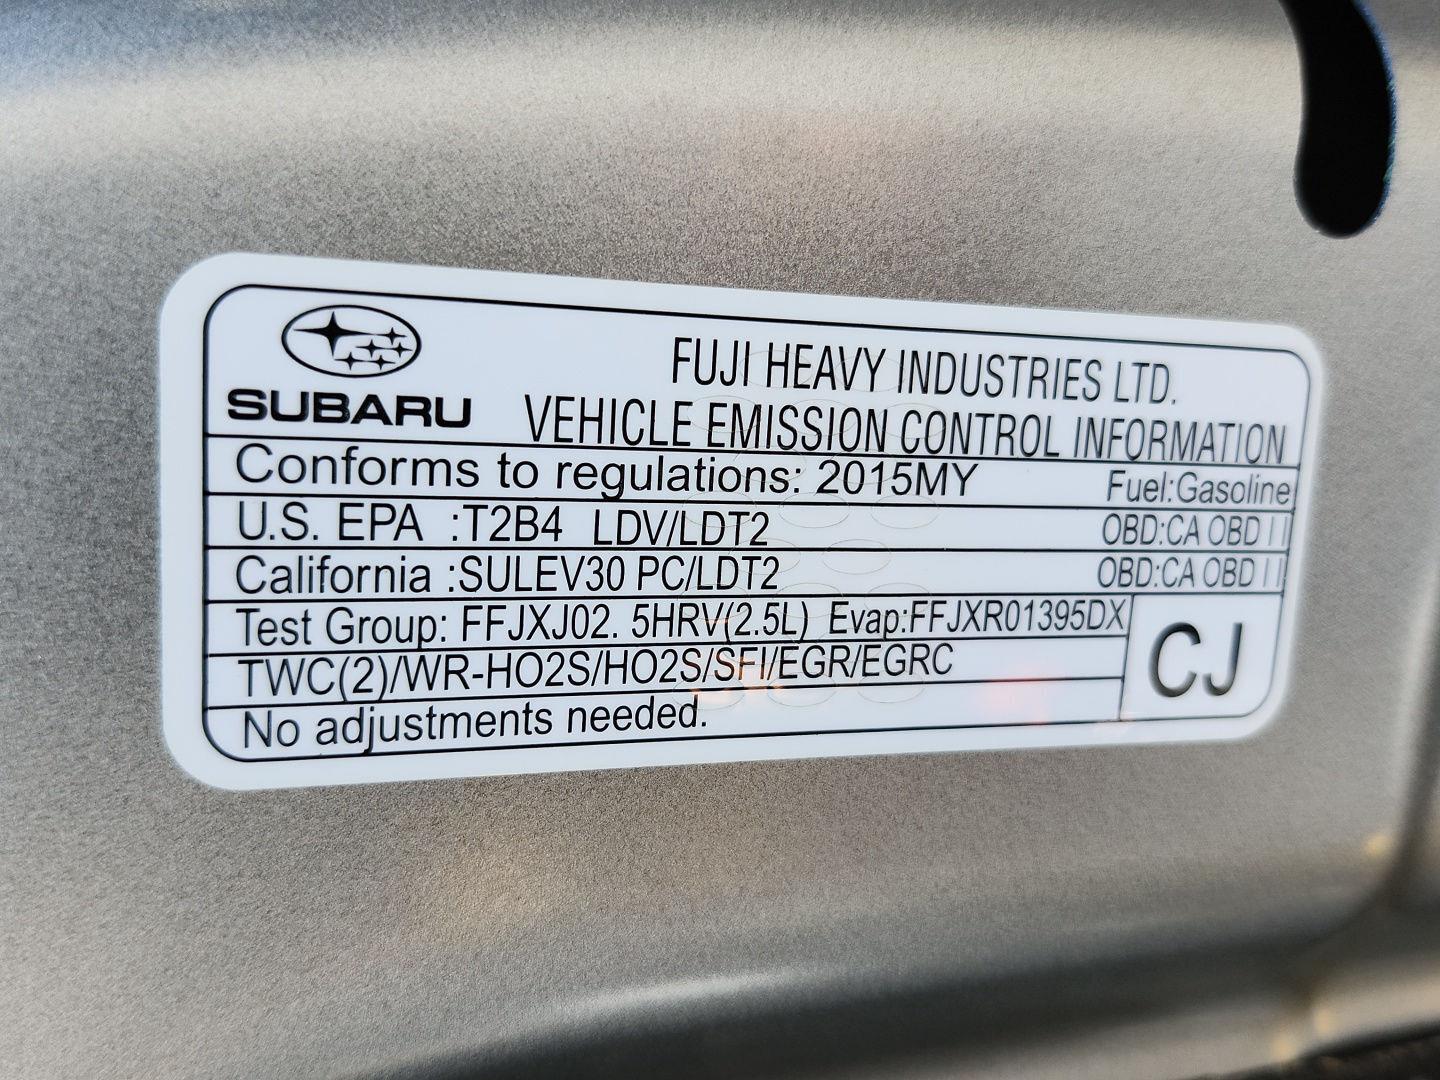 SUBARU
FUJI HEAVY INDUSTRIES LTD.
VEHICLE EMISSION CONTROL INFORMATION
Conforms to regulations: 2015MY Fuel:Gasoline
U.S. EPA :T2B4 LDV/LDT2 OBD:CA OBD II
California :SULEV30 PC/LDT2 OBD:CA OBD II
Test Group: FFJXJ02. 5HRV(2.5L) Evap:FFJXR01395DX
TWC(2)/WR-HO2S/HO2S/SFI/EGR/EGRC
No adjustments needed.
CJ